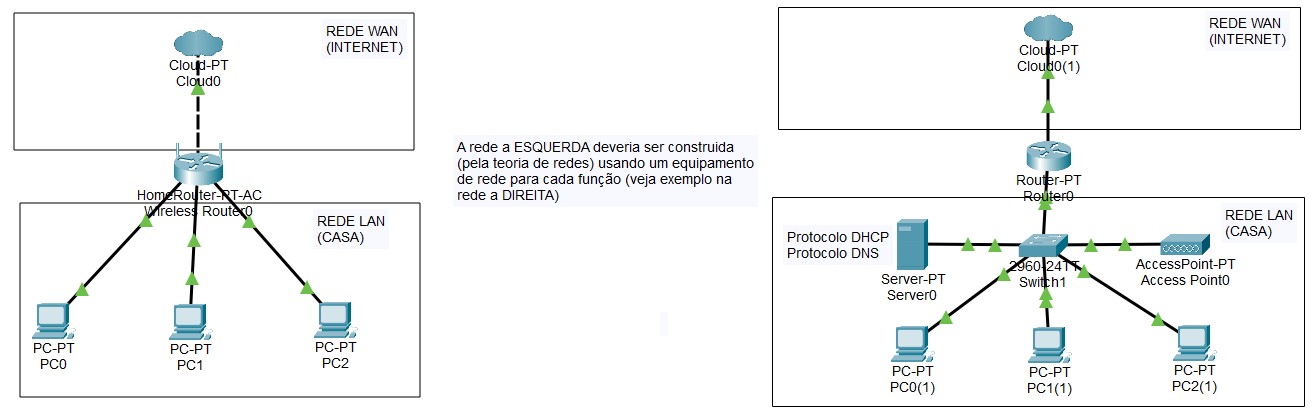 REDE WAN
(INTERNET)
Cloud-PT
Cloud0
HomeRouter-PT-AC
Wireless Router0
REDE LAN
(CASA)
PC-PT
PC0
PC-PT
PC1
PC-PT
PC2
A rede a ESQUERDA deveria ser construida
(pela teoria de redes) usando um equipamento
de rede para cada função (veja exemplo na
rede a DIREITA)
REDE WAN
(INTERNET)
Cloud-PT
Cloud0(1)
Router-PT
Router0
REDE LAN
(CASA)
Protocolo DHCP
Protocolo DNS
Server-PT
Server0
2960-24TT
Switch1
AccessPoint-PT
Access Point0
PC-PT
PC0(1)
PC-PT
PC1(1)
PC-PT
PC2(1)